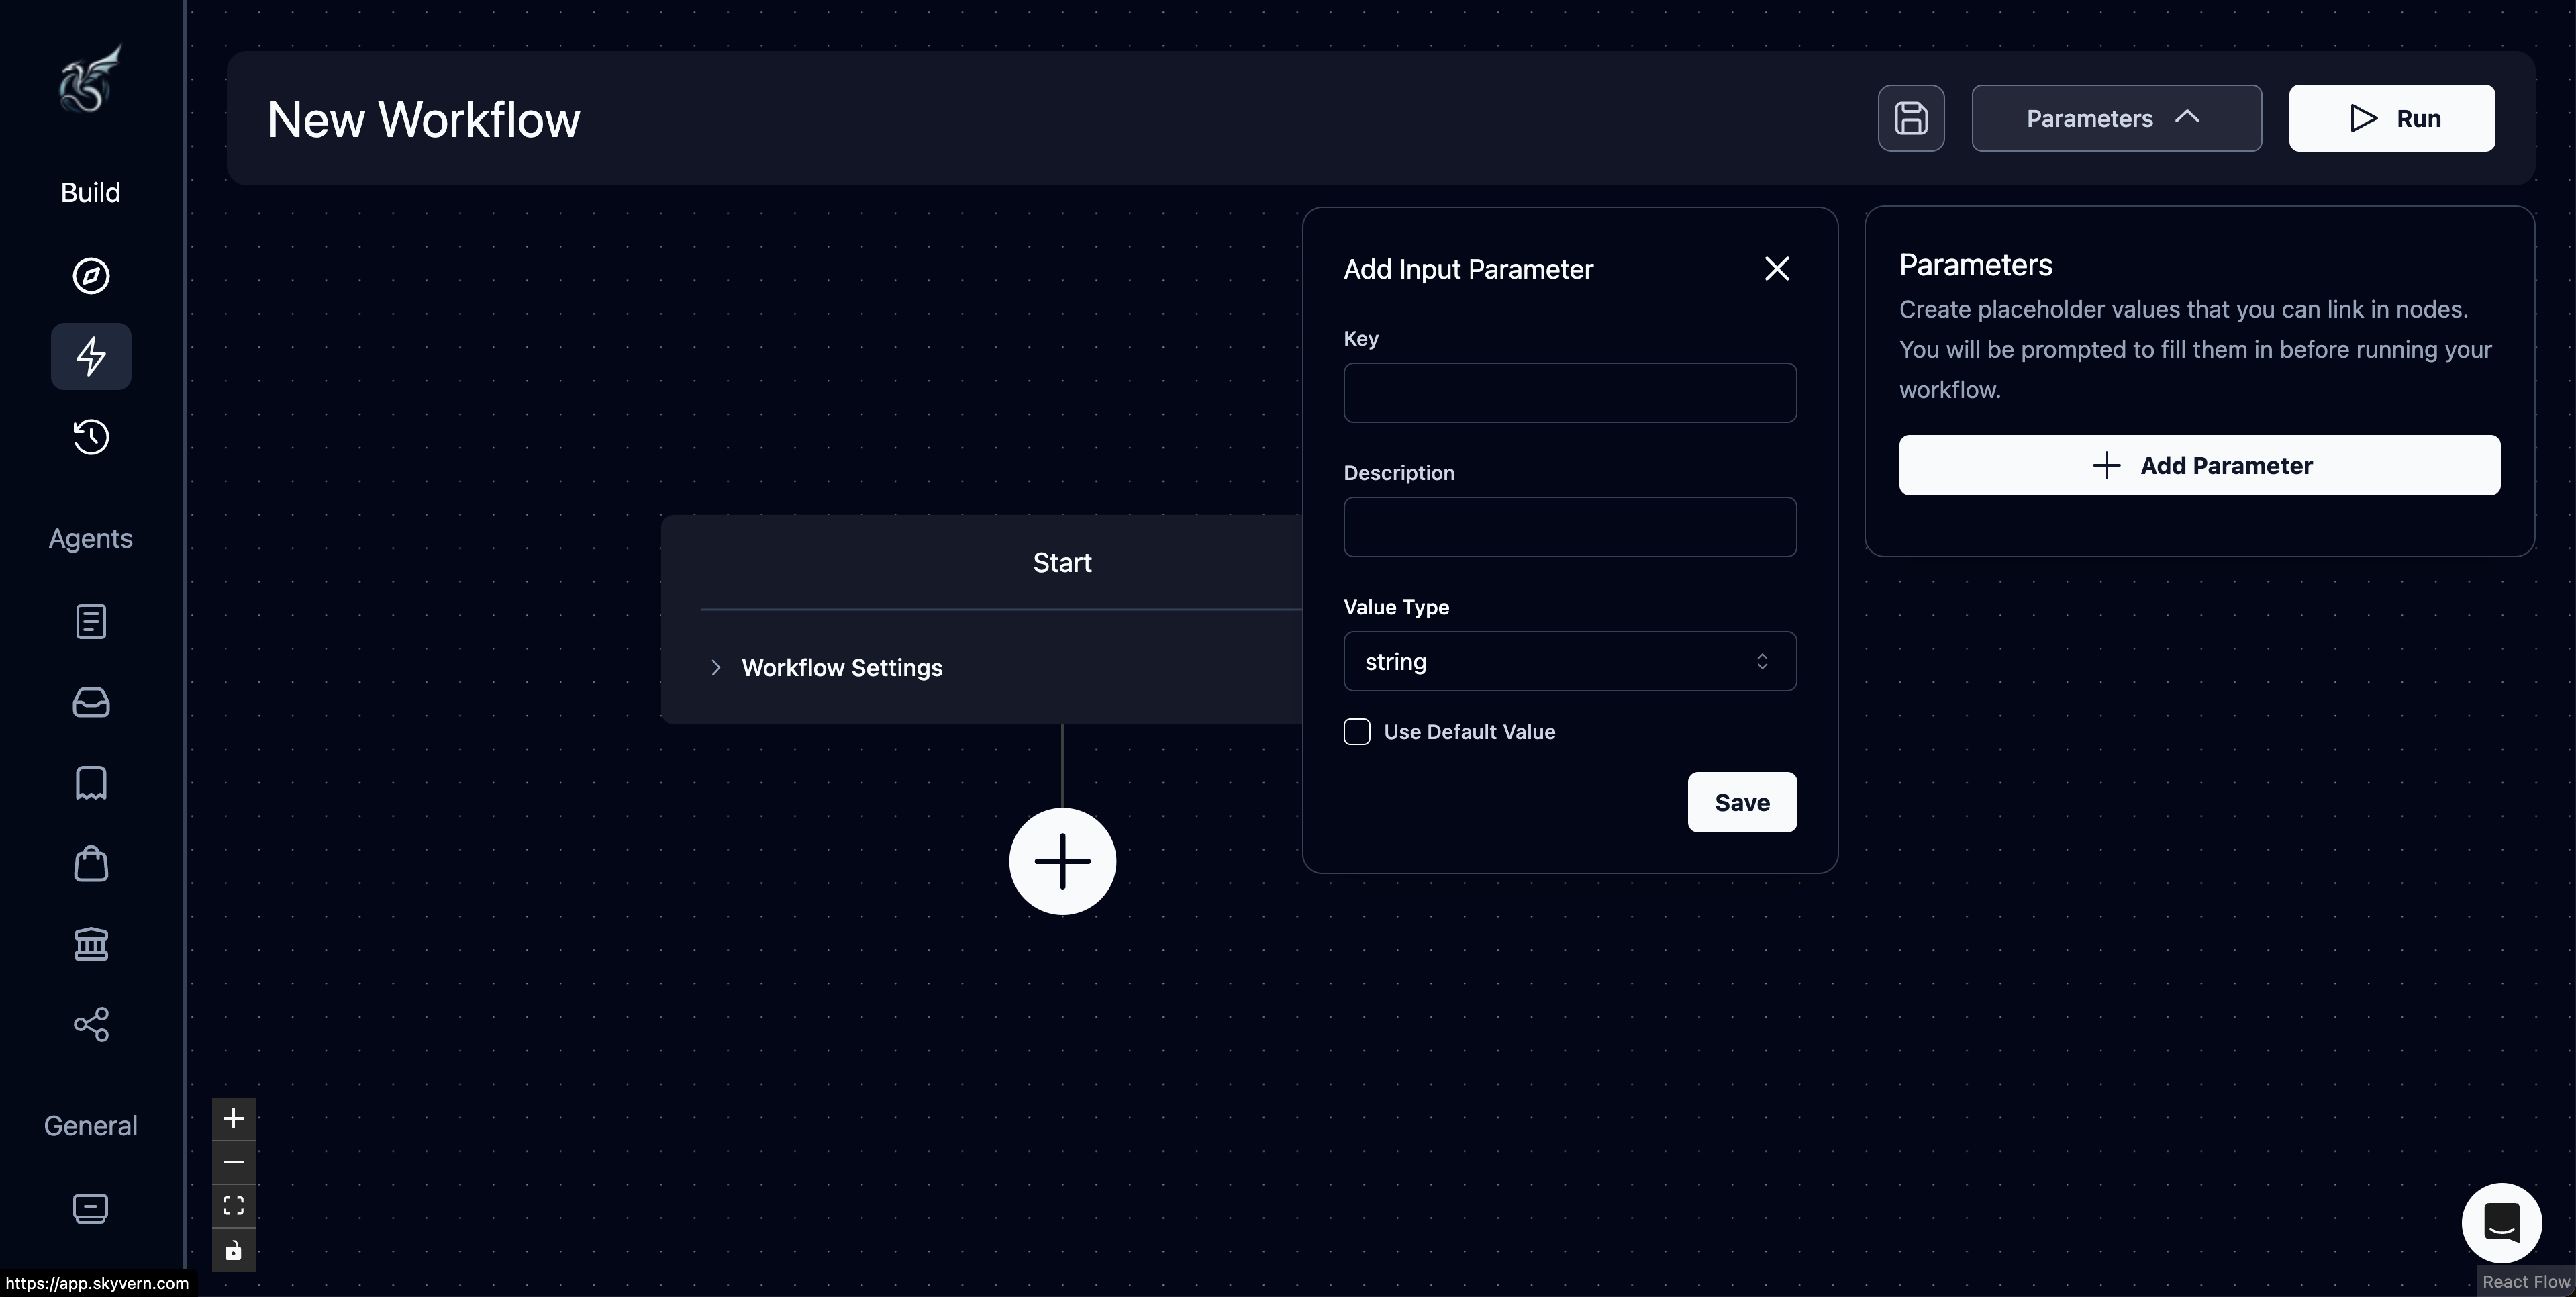 New Workflow
Parameters
Run
Build
Agents
General
Start
Workflow Settings
Add Input Parameter
Key
Description
Value Type
string
Use Default Value
Save
Parameters
Create placeholder values that you can link in nodes.
You will be prompted to fill them in before running your
workflow.
Add Parameter
https://app.skyvern.com
React Flow